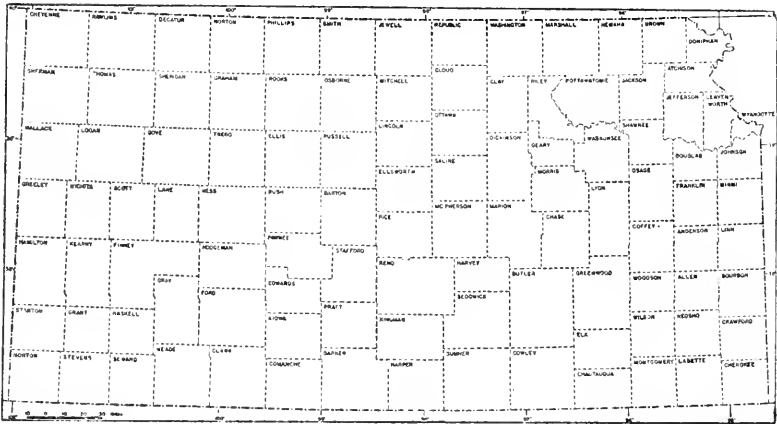 CHEYENNE RAWLINS DECATUR NORTON PHILLIPS SMITH JEWELL REPUBLIC WASHINGTON MARSHALL NEMAHA BROWN
DONIPHAN
SHERMAN THOMAS SHERIDAN GRAHAM ROOKS OSBORNE MITCHELL CLOUD CLAY RILEY POTTAWATOMIE JACKSON ATCHISON
JEFFERSON LEAVEN
WORTH
WYANDOTTE
WALLACE LOGAN GOVE TREGO ELLIS RUSSELL LINCOLN OTTAWA DICKINSON GEARY WABAUNSEE SHAWNEE DOUGLAS JOHNSON
ELLSWORTH SALINE MORRIS LYON OSAGE FRANKLIN MIAMI
GREELEY WICHITA SCOTT LANE NESS RUSH BARTON RICE MC PHERSON MARION CHASE COFFEY ANDERSON LINN
HAMILTON KEARNY FINNEY HODGEMAN PAWNEE STAFFORD RENO HARVEY BUTLER GREENWOOD WOODSON ALLEN BOURBON
GRAY FORD EDWARDS PRATT SEDGWICK
STANTON GRANT HASKELL KIOWA KINGMAN ELK WILSON NEOSHO CRAWFORD
MORTON STEVENS SEWARD MEADE CLARK COMANCHE BARBER HARPER SUMNER COWLEY CHAUTAUQUA MONTGOMERY LABETTE CHEROKEE